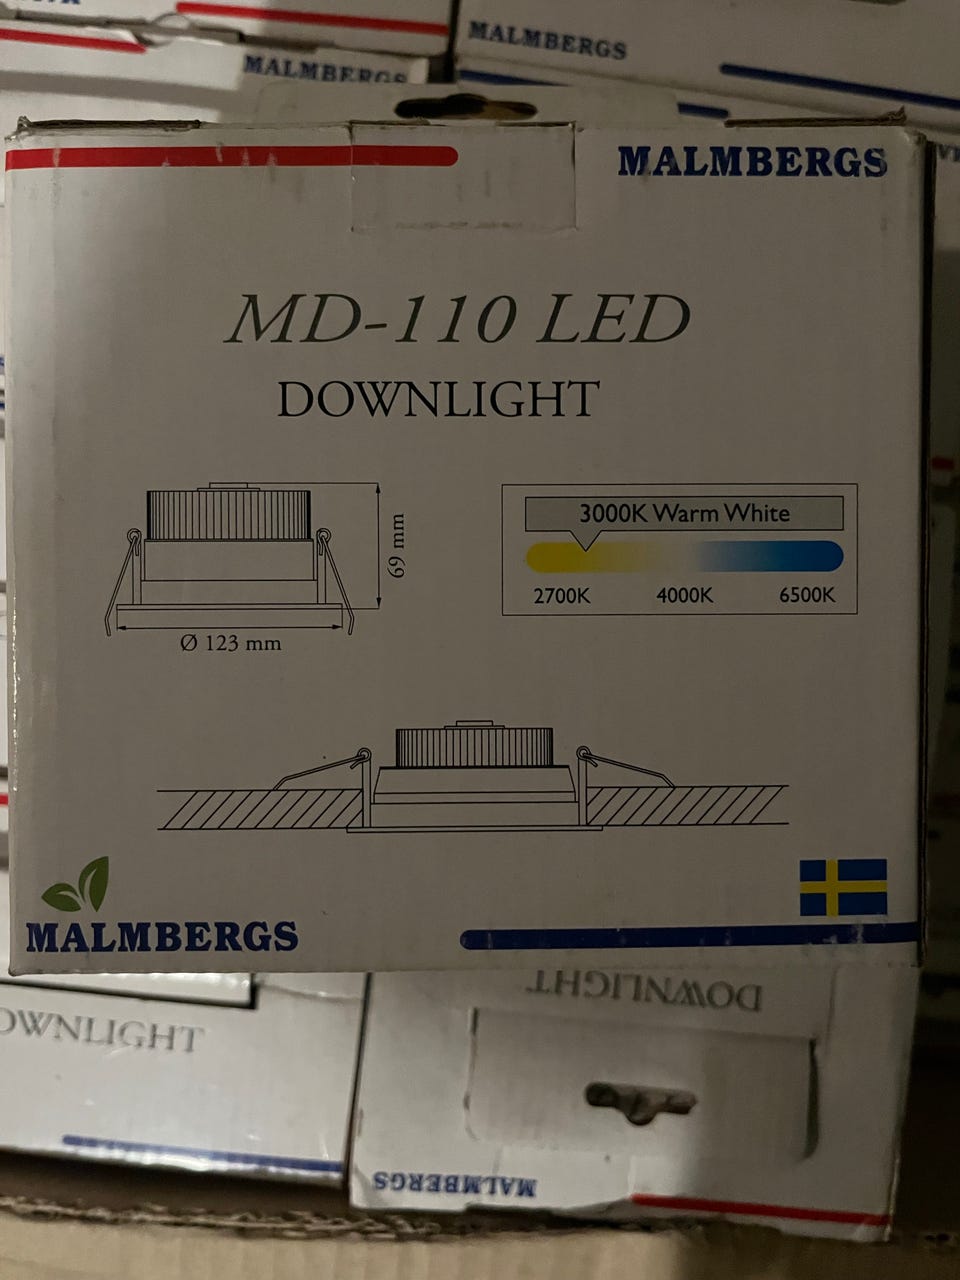 MALMBERGS
MALMBERGS
MALMBERGS
MD-110 LED
DOWNLIGHT
69 mm
Ø 123 mm
3000K Warm White
2700K 4000K 6500K
MALMBERGS
DOWNLIGHT
DOWNLIGHT
MALMBERGS